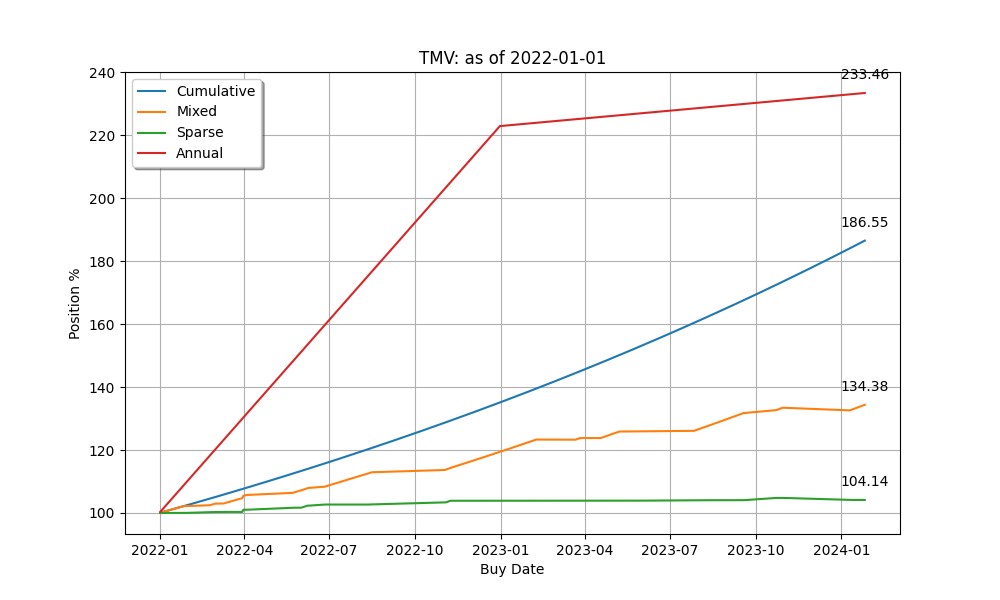 TMV: as of 2022-01-01
240
220
200
180
160
140
120
100
Position %
Cumulative
Mixed
Sparse
Annual
233.46
186.55
134.38
104.14
2022-01 2022-04 2022-07 2022-10 2023-01 2023-04 2023-07 2023-10 2024-01
Buy Date